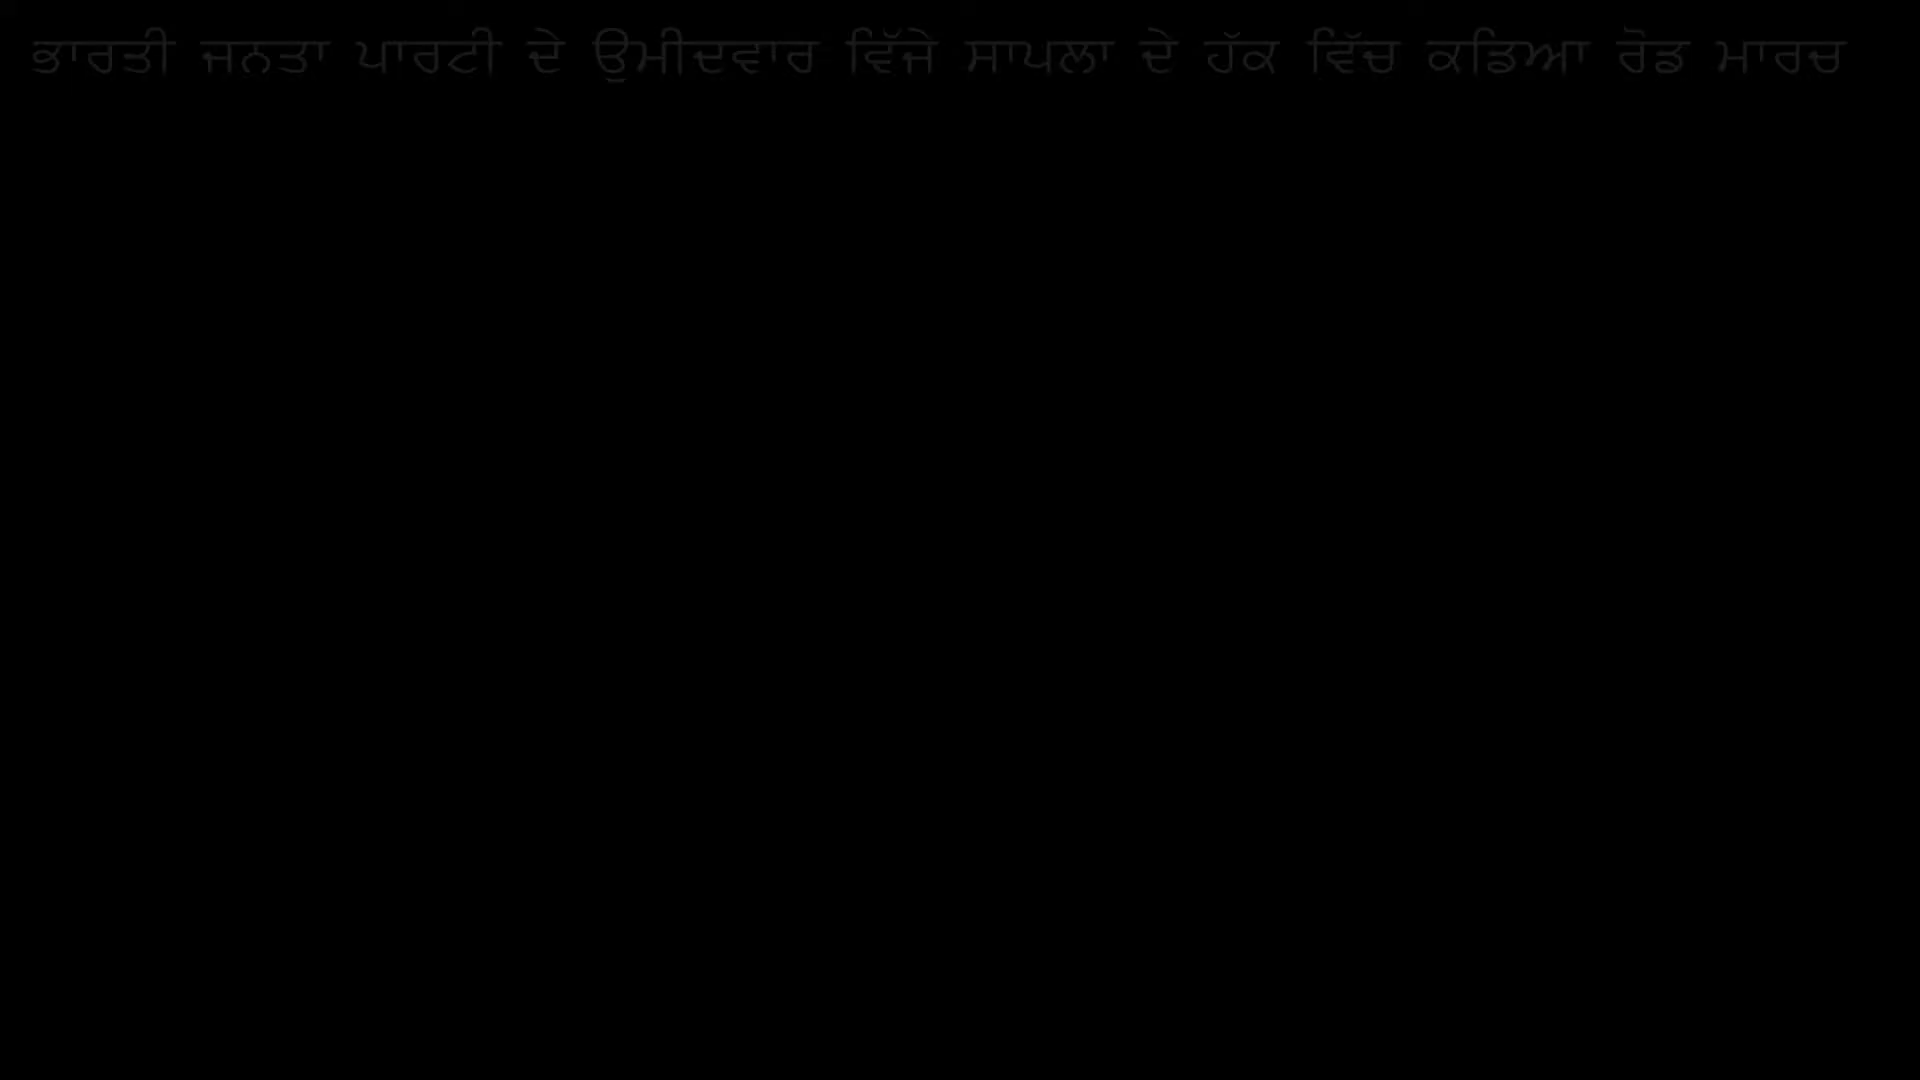 ਭਾਰਤੀ ਜਨਤਾ ਪਾਰਟੀ ਦੇ ਉਮੀਦਵਾਰ ਵਿੱਜੇ ਸਾਪਲਾ ਦੇ ਹੱਕ ਵਿੱਚ ਕਡਿਆ ਰੋਡ ਮਾਰਚ